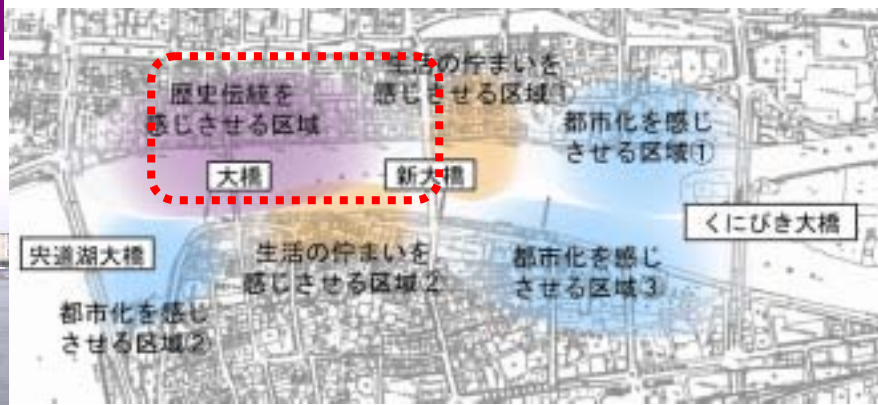 歴史伝統を
感じさせる区域
生活の佇まいを
感じさせる区域①
都市化を感じ
させる区域①
大橋
新大橋
くにびき大橋
宍道湖大橋
生活の佇まいを
感じさせる区域2
都市化を感じ
させる区域③
都市化を感じ
させる区域②